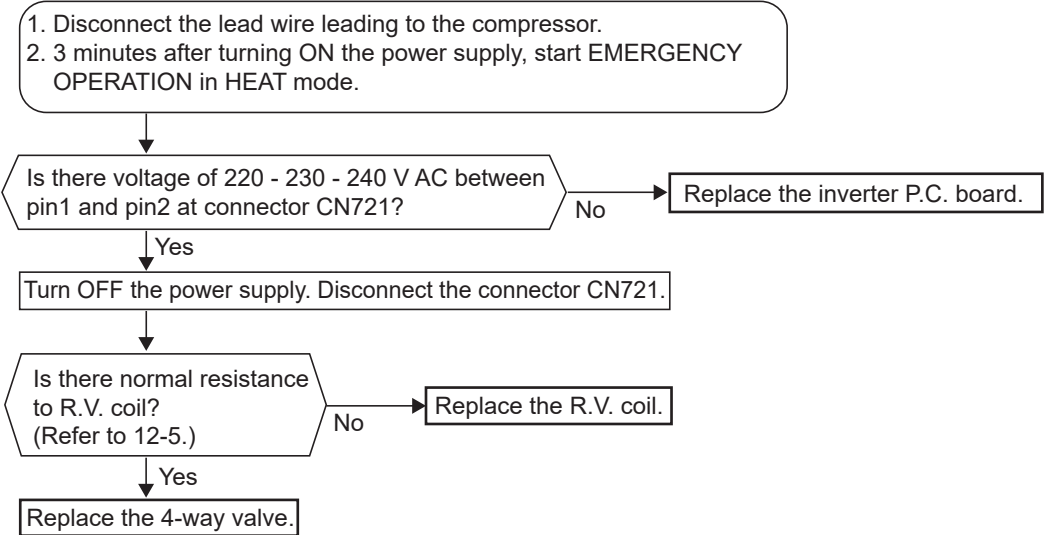 1. Disconnect the lead wire leading to the compressor.
2. 3 minutes after turning ON the power supply, start EMERGENCY
OPERATION in HEAT mode.
Is there voltage of 220 - 230 - 240 V AC between
pin1 and pin2 at connector CN721?
No
Replace the inverter P.C. board.
Yes
Turn OFF the power supply. Disconnect the connector CN721.
Is there normal resistance
to R.V. coil?
(Refer to 12-5.)
No
Replace the R.V. coil.
Yes
Replace the 4-way valve.